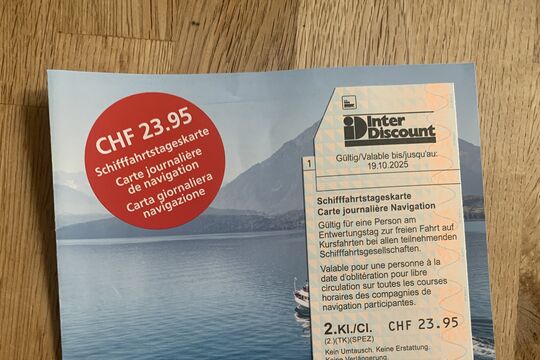 CHF 23.95
Schifffahrtstageskarte
Carte journalière
de navigation
Carta giornaliera
navigazione
iD Inter
Discount
Gültig/Valable bis/jusqu'au:
19.10.2025
1
Schifffahrtstageskarte
Carte journalière Navigation
Gültig für eine Person am
Entwertungstag zur freien Fahrt auf
Kursfahrten bei allen teilnehmenden
Schifffahrtsgesellschaften.
Valable pour une personne à la
date d'oblitération pour libre
circulation sur toutes les courses
horaires des compagnies de
navigation participantes.
2.Kl./Cl. CHF 23.95
(2.)(TK)(SPEZ)
Kein Umtausch. Keine Erstattung.
Keine Verlängerung.